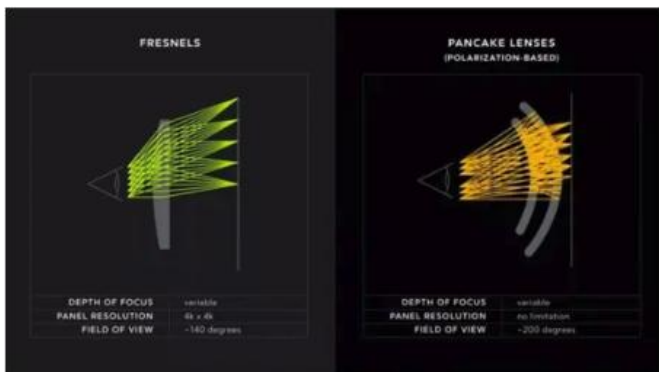 FRESNELS
DEPTH OF FOCUS variable
PANEL RESOLUTION 4k x 4k
FIELD OF VIEW ~140 degrees
PANCAKE LENSES
(POLARIZATION-BASED)
DEPTH OF FOCUS variable
PANEL RESOLUTION no limitation
FIELD OF VIEW ~200 degrees